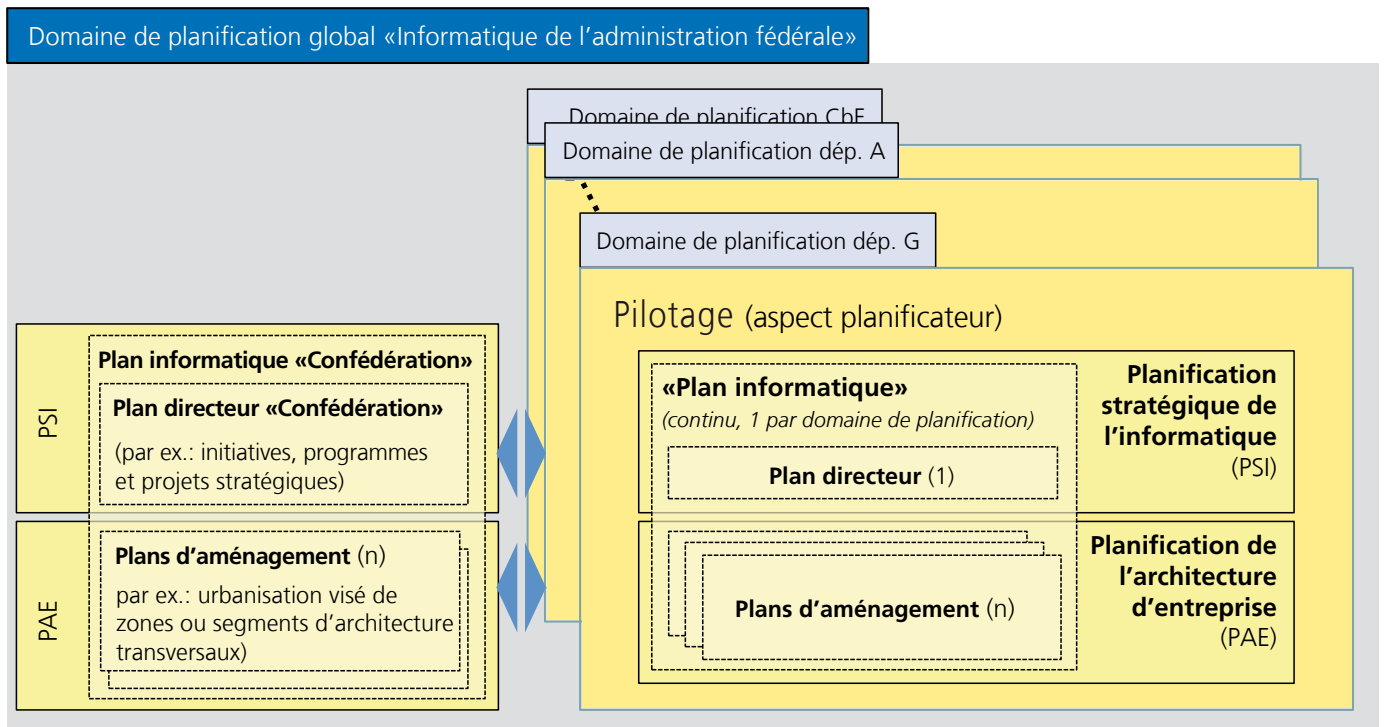 Domaine de planification global «Informatique de l'administration fédérale»
Domaine de planification ChF
Domaine de planification dép. A
Domaine de planification dép. G
Pilotage (aspect planificateur)
PSI
Plan informatique «Confédération»
Plan directeur «Confédération»
(par ex.: initiatives, programmes
et projets stratégiques)
PAE
Plans d'aménagement (n)
par ex.: urbanisation visé de
zones ou segments d'architecture
transversaux)
«Plan informatique»
(continu, 1 par domaine de planification)
Plan directeur (1)
Planification
stratégique de
l'informatique
(PSI)
Plans d'aménagement (n)
Planification de
l'architecture
d'entreprise
(PAE)